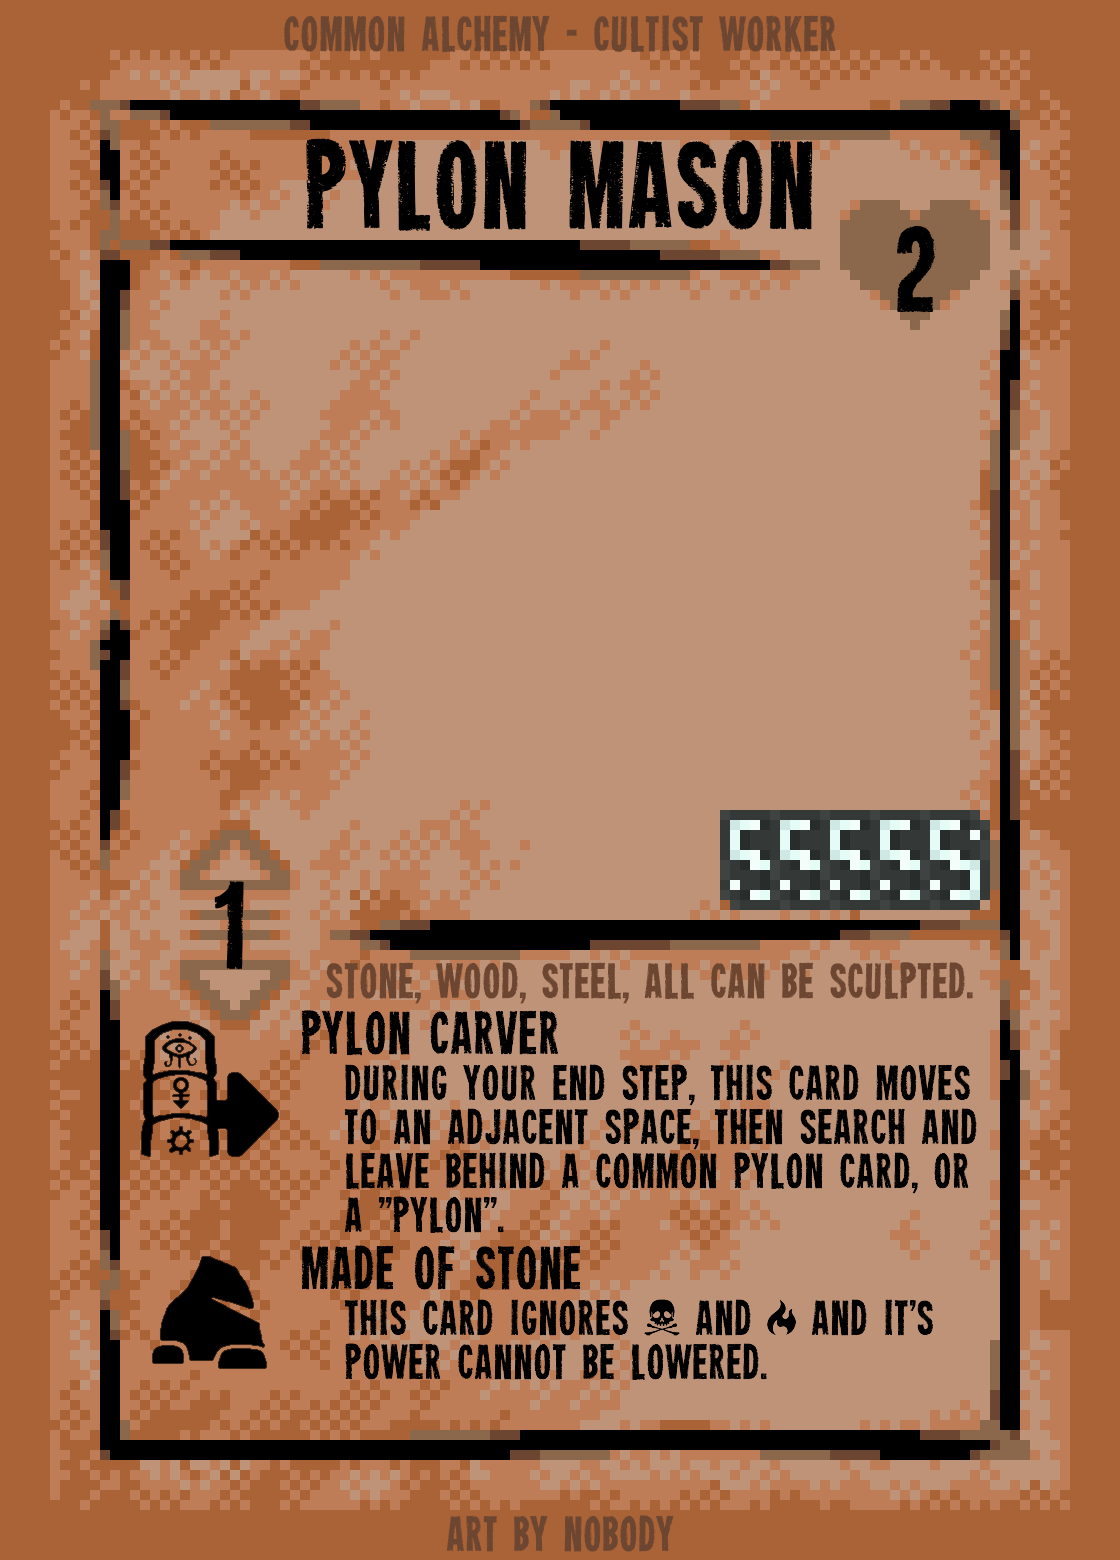 COMMON ALCHEMY - CULTIST WORKER
PYLON MASON
2
1
STONE, WOOD, STEEL, ALL CAN BE SCULPTED.
PYLON CARVER
DURING YOUR END STEP, THIS CARD MOVES
TO AN ADJACENT SPACE, THEN SEARCH AND
LEAVE BEHIND A COMMON PYLON CARD, OR
A "PYLON".
MADE OF STONE
THIS CARD IGNORES AND AND IT'S
POWER CANNOT BE LOWERED.
ART BY NOBODY